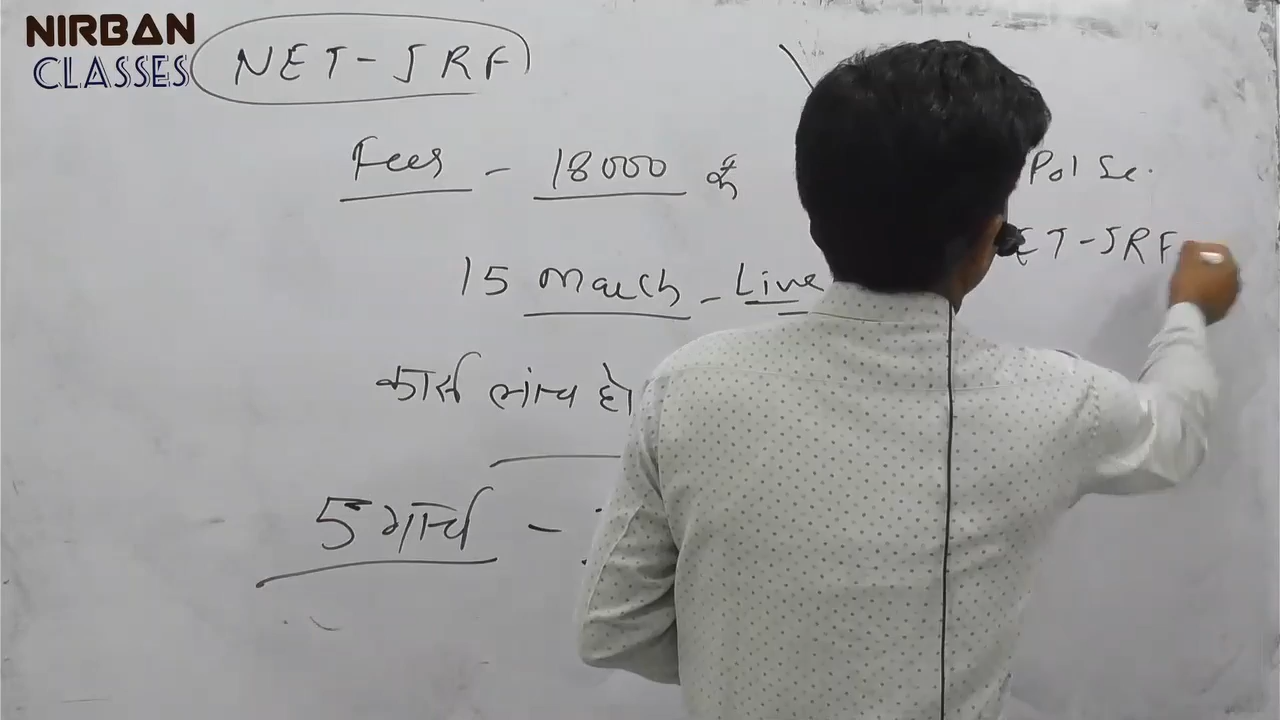 NIRBAN
CLASSES
NET-JRF
Fees - 18000 रु
15 March - Live
कोर्स लॉन्च हो
5 मार्च -
Pol Sc.
ET-JRF